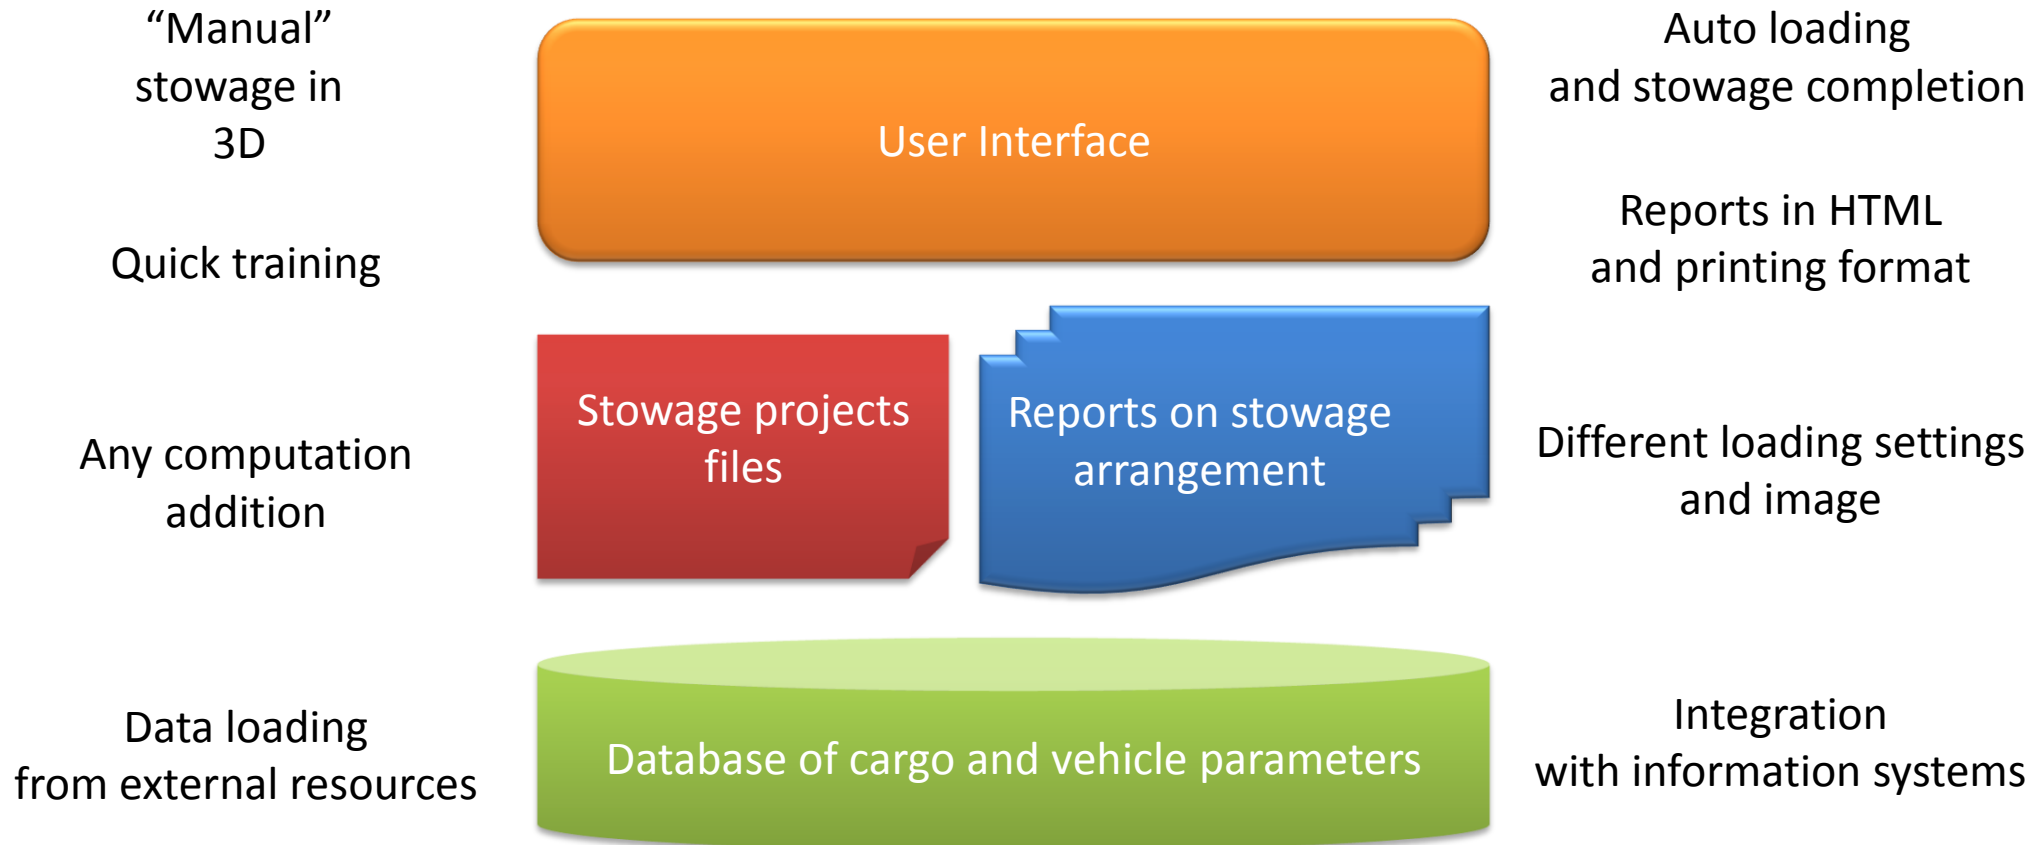 “Manual”
stowage in
3D
Quick training
Any computation
addition
Data loading
from external resources
User Interface
Stowage projects
files
Reports on stowage
arrangement
Database of cargo and vehicle parameters
Auto loading
and stowage completion
Reports in HTML
and printing format
Different loading settings
and image
Integration
with information systems